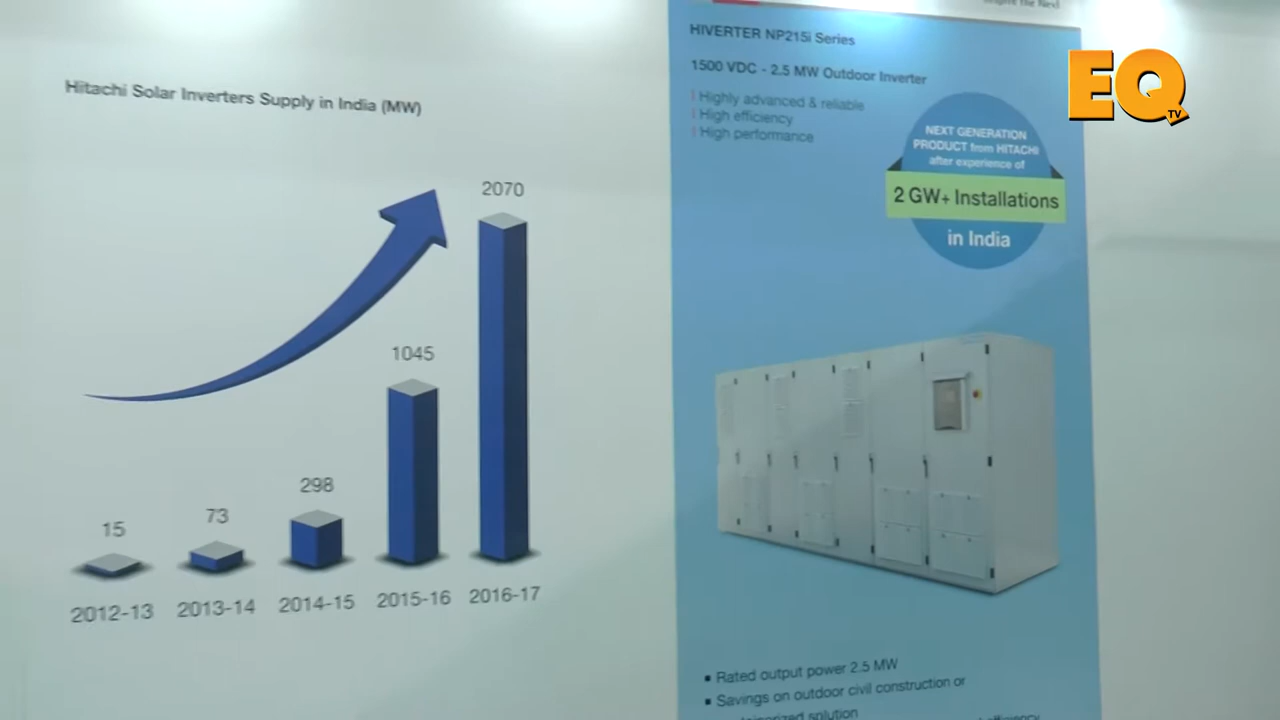 Hitachi Solar Inverters Supply in India (MW)
2070
1045
298
73
15
2012-13
2013-14
2014-15
2015-16
2016-17
HIVERTER NP215i Series
1500 VDC - 2.5 MW Outdoor Inverter
Highly advanced & reliable
High efficiency
High performance
NEXT GENERATION
PRODUCT from HITACHI
after experience of
2 GW+ Installations
in India
▪ Rated output power 2.5 MW
▪ Savings on outdoor civil construction or
solution
efficiency
EQ
TV